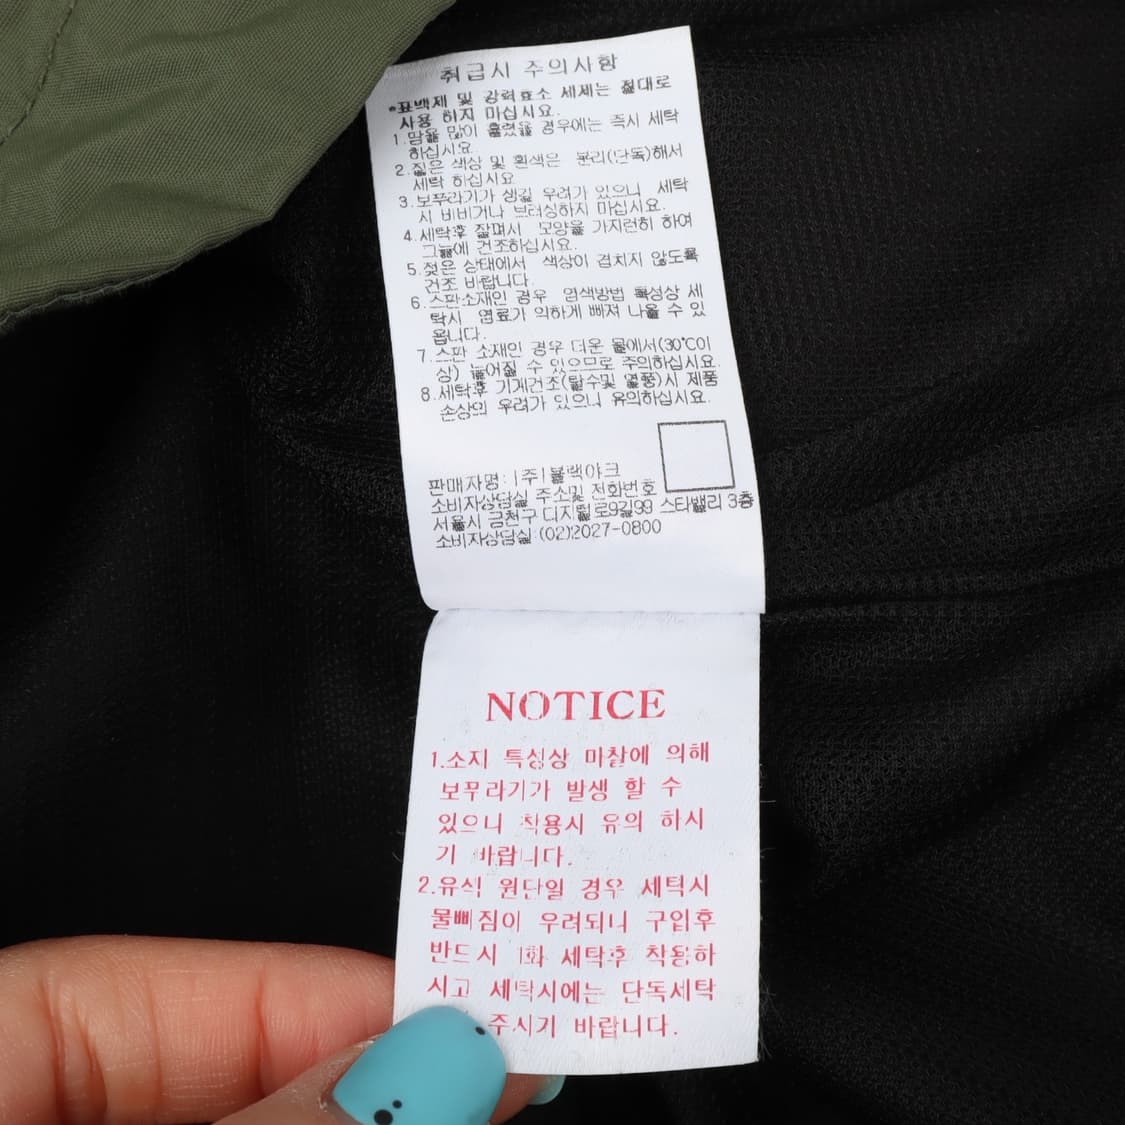 취급시 주의사항
*표백제 및 강력효소 세제는 절대로
사용 하지 마십시요.
1.땀을 많이 흘렸을 경우에는 즉시 세탁
하십시요
2.짙은 색상 및 흰색은 분리(단독)해서
세탁 하십시요
3.보푸라기가 생길 우려가 있으니 세탁
시 비비거나 브러싱하지 마십시요.
4.세탁후 잘펴서 모양을 가지런히 하여
그늘에 건조하십시요.
5.젖은 상태에서 색상이 겹치지 않도록
건조 바랍니다.
6.스판소재인 경우 염색방법 특성상 세
탁시 염료가 약하게 빠져 나올 수 있
읍니다.
7.스판 소재인 경우 더운 물에서(30℃이
상) 늘어질 수 있으므로 주의하십시요.
8.세탁후 기계건조(탈수및 열풍)시 제품
손상의 우려가 있으니 유의하십시요.
판매자명:(주)블랙야크
소비자상담실 주소및 전화번호
서울시 금천구 디지털로9길99 스타밸리 3층
소비자상담실:(02)2027-0800
NOTICE
1.소지 특성상 마찰에 의해
보푸라기가 발생 할 수
있으니 착용시 유의 하시
기 바랍니다.
2.유색 원단일 경우 세탁시
물빠짐이 우려되니 구입후
반드시 1회 세탁후 착용하
시고 세탁시에는 단독세탁
주시기 바랍니다.